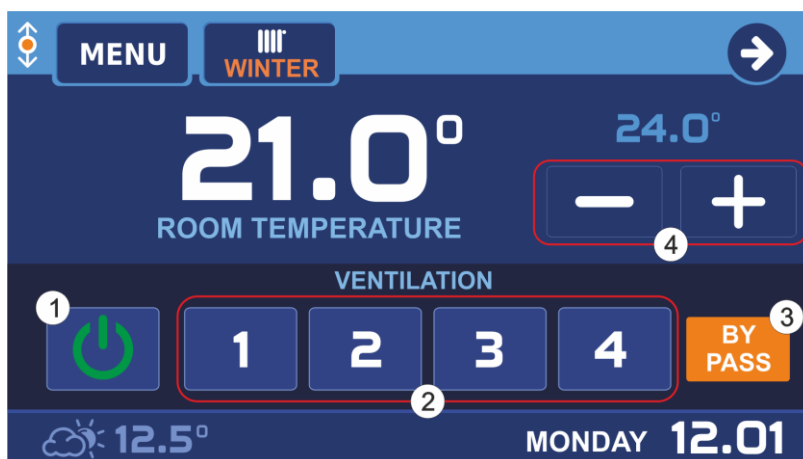 MENU
WINTER
21.0°
ROOM TEMPERATURE
24.0°
− +
4
VENTILATION
1
1 2 3 4
2
BY
PASS
3
12.5°
MONDAY 12.01